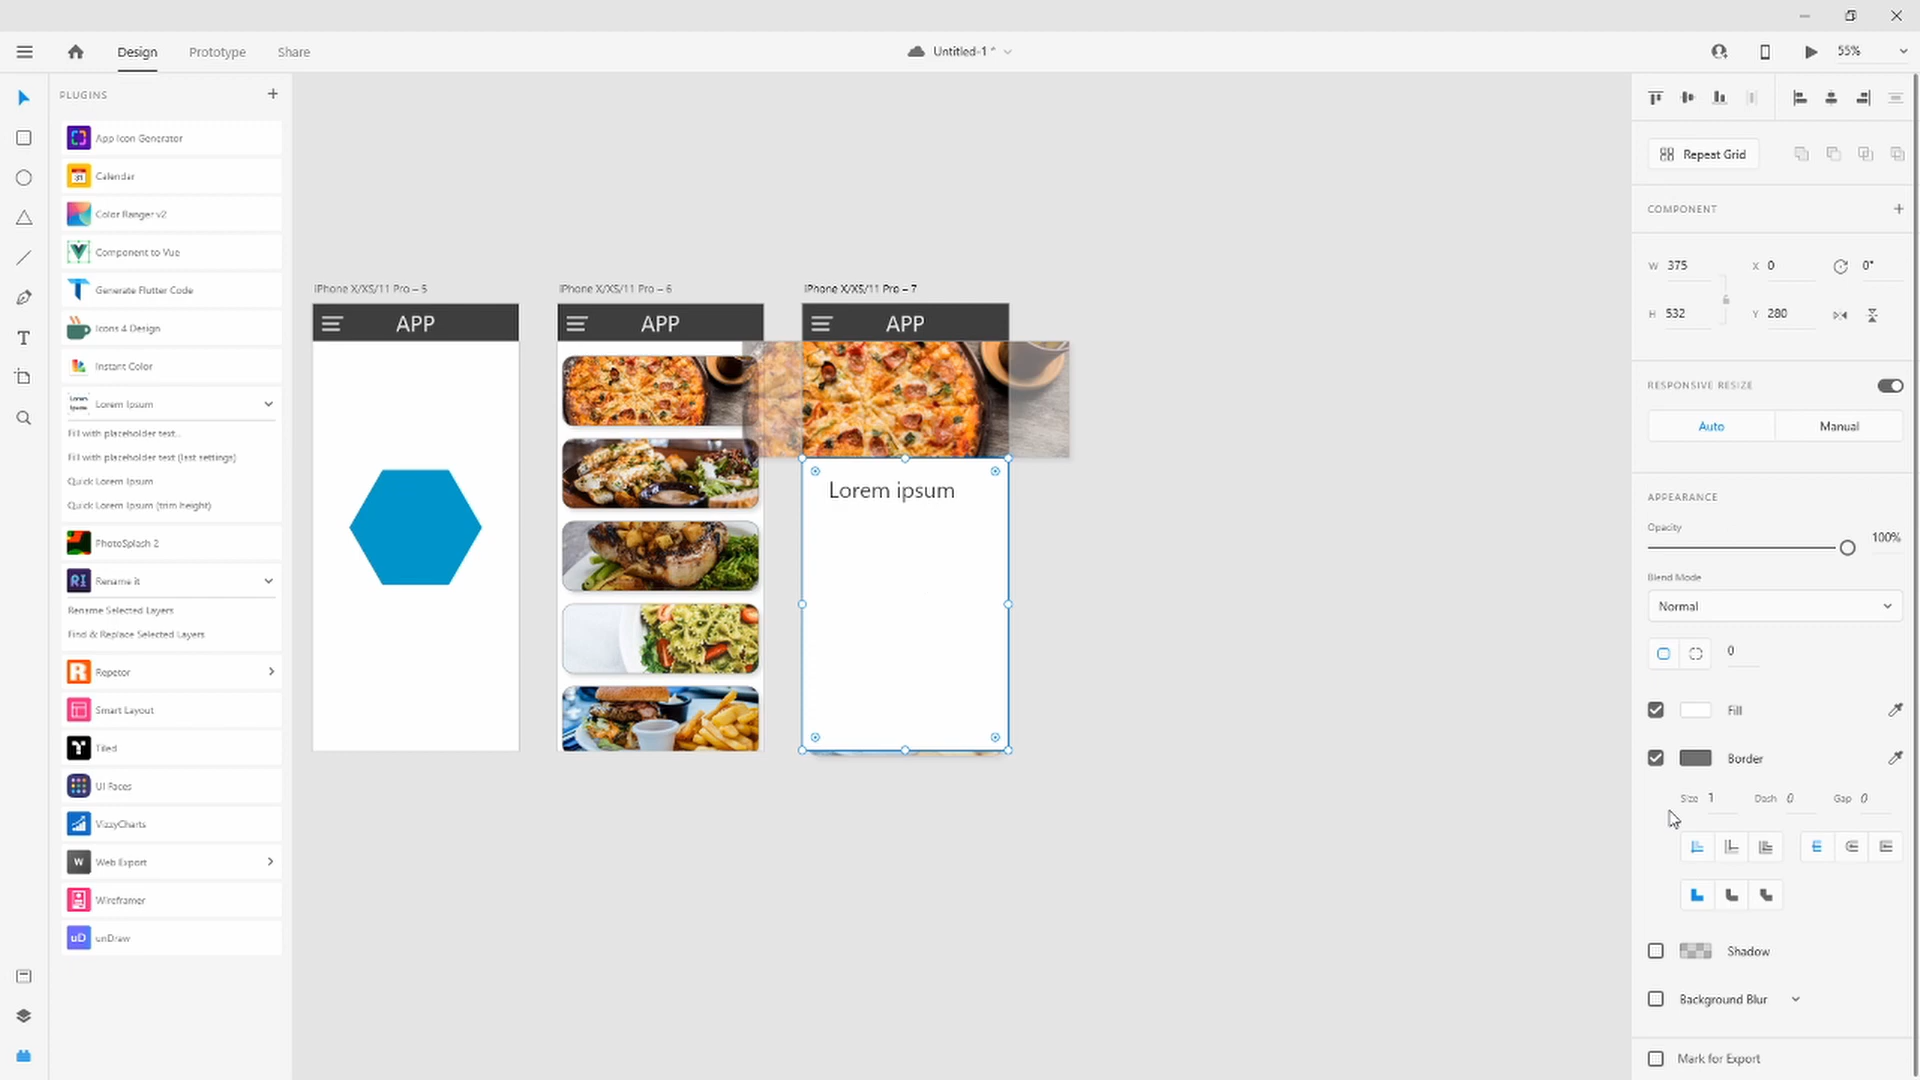 Design
Prototype
Share
Untitled-1 *
55%
PLUGINS
App Icon Generator
Calendar
Color Ranger v2
Component to Vue
Generate Flutter Code
Icons 4 Design
Instant Color
Lorem Ipsum
Lorem Ipsum
Fill with placeholder text...
Fill with placeholder text (last settings)
Quick Lorem Ipsum
Quick Lorem Ipsum (trim height)
PhotoSplash 2
RI Rename it
Rename Selected Layers
Find & Replace Selected Layers
R Repetor
Smart Layout
Tiled
UI Faces
VizzyCharts
W Web Export
Wireframer
uD unDraw
iPhone X/XS/11 Pro – 5
APP
iPhone X/XS/11 Pro – 6
APP
iPhone X/XS/11 Pro – 7
APP
Lorem ipsum
Repeat Grid
COMPONENT
W 375
X 0
0°
H 532
Y 280
RESPONSIVE RESIZE
Auto
Manual
APPEARANCE
Opacity
100%
Blend Mode
Normal
0
Fill
Border
Size 1
Dash 0
Gap 0
Shadow
Background Blur
Mark for Export